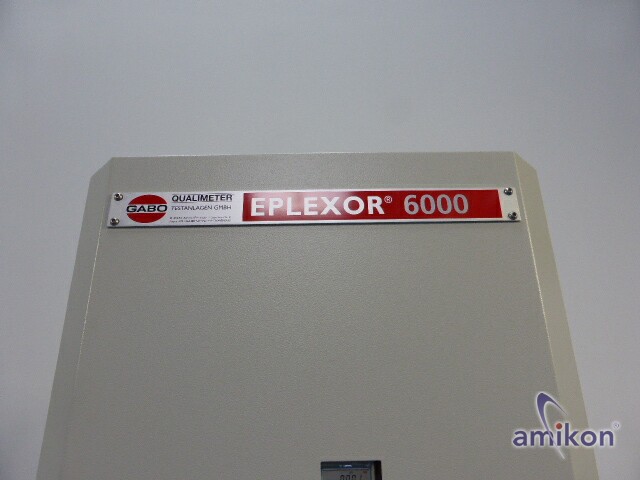 GABO
QUALIMETER
TESTANLAGEN GMBH
EPLEXOR® 6000
amikon®